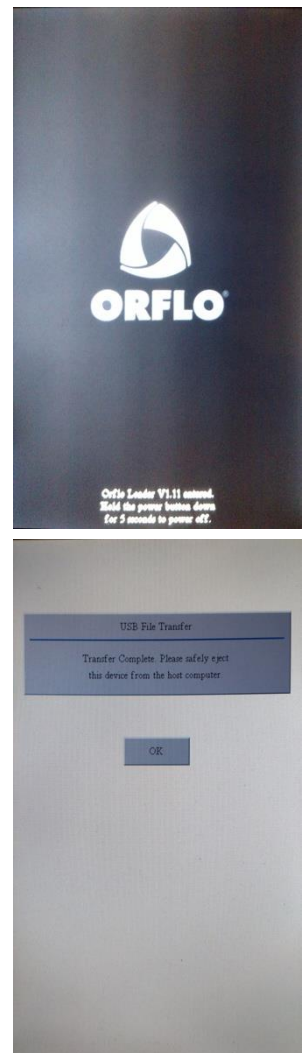 ORFLO®
Orflo Loader V1.11 entered.
Hold the power button down
for 5 seconds to power off.
USB File Transfer
Transfer Complete. Please safely eject
this device from the host computer
OK